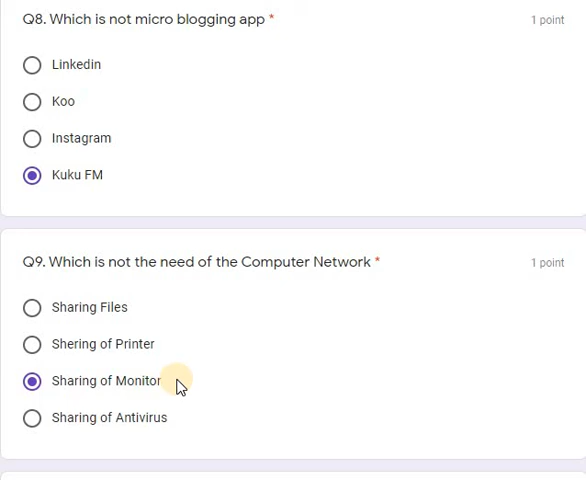 Q8. Which is not micro blogging app *
1 point
Linkedin
Koo
Instagram
Kuku FM
Q9. Which is not the need of the Computer Network *
1 point
Sharing Files
Shering of Printer
Sharing of Monitor
Sharing of Antivirus